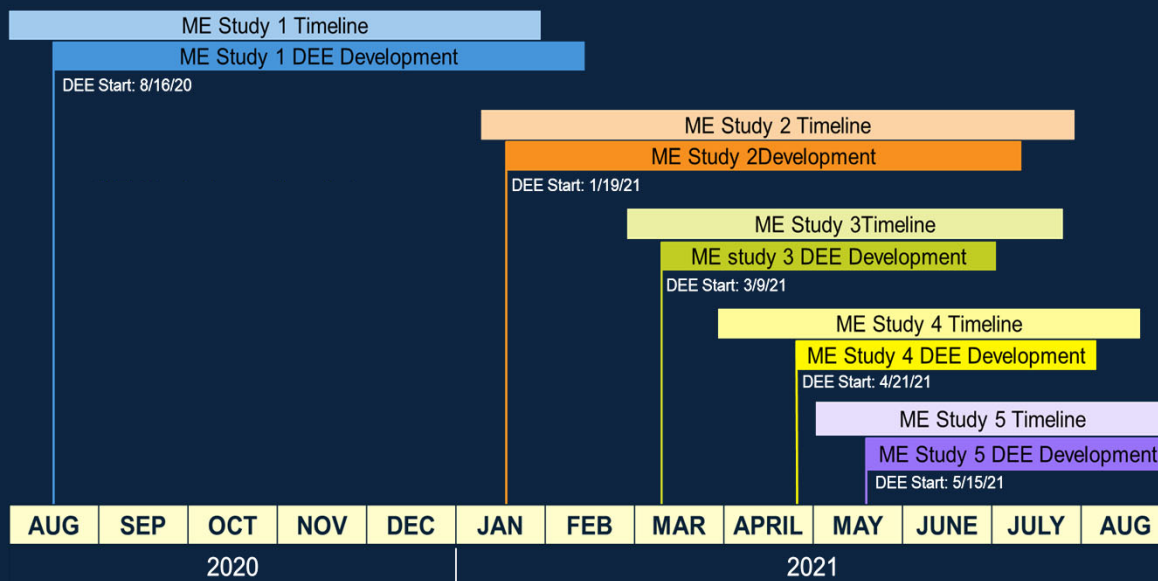 ME Study 1 Timeline
ME Study 1 DEE Development
DEE Start: 8/16/20
ME Study 2 Timeline
ME Study 2Development
DEE Start: 1/19/21
ME Study 3Timeline
ME study 3 DEE Development
DEE Start: 3/9/21
ME Study 4 Timeline
ME Study 4 DEE Development
DEE Start: 4/21/21
ME Study 5 Timeline
ME Study 5 DEE Development
DEE Start: 5/15/21
AUG SEP OCT NOV DEC JAN FEB MAR APRIL MAY JUNE JULY AUG
2020 2021